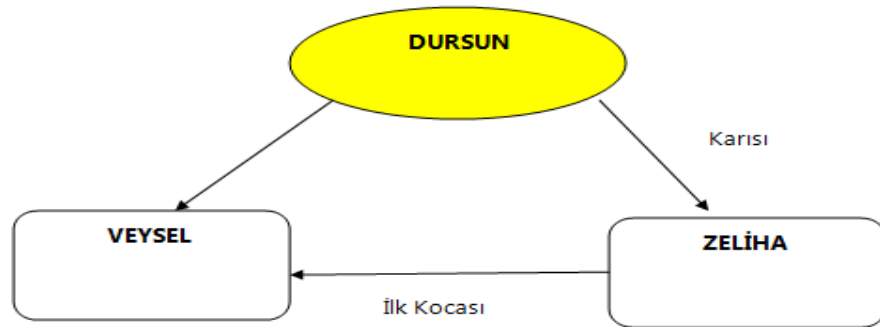 DURSUN
Karısı
VEYSEL
ZELİHA
İlk Kocası